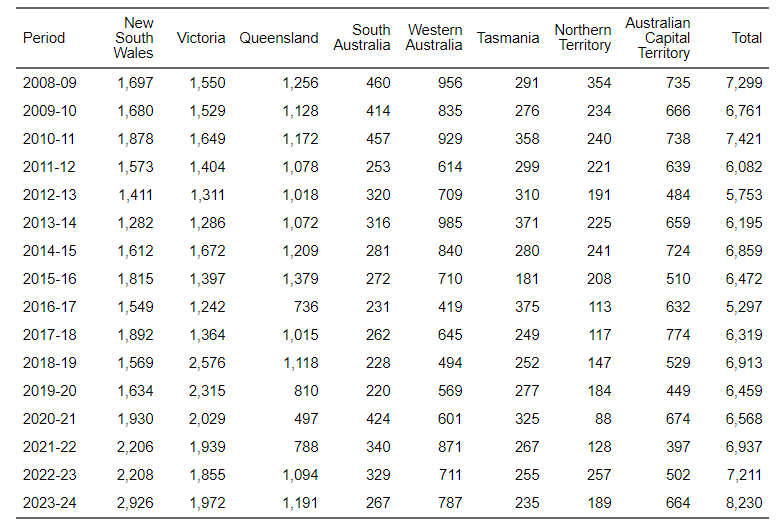 Period New South Wales Victoria Queensland South Australia Western Australia Tasmania Northern Territory Australian Capital Territory Total
2008-09 1,697 1,550 1,256 460 956 291 354 735 7,299
2009-10 1,680 1,529 1,128 414 835 276 234 666 6,761
2010-11 1,878 1,649 1,172 457 929 358 240 738 7,421
2011-12 1,573 1,404 1,078 253 614 299 221 639 6,082
2012-13 1,411 1,311 1,018 320 709 310 191 484 5,753
2013-14 1,282 1,286 1,072 316 985 371 225 659 6,195
2014-15 1,612 1,672 1,209 281 840 280 241 724 6,859
2015-16 1,815 1,397 1,379 272 710 181 208 510 6,472
2016-17 1,549 1,242 736 231 419 375 113 632 5,297
2017-18 1,892 1,364 1,015 262 645 249 117 774 6,319
2018-19 1,569 2,576 1,118 228 494 252 147 529 6,913
2019-20 1,634 2,315 810 220 569 277 184 449 6,459
2020-21 1,930 2,029 497 424 601 325 88 674 6,568
2021-22 2,206 1,939 788 340 871 267 128 397 6,937
2022-23 2,208 1,855 1,094 329 711 255 257 502 7,211
2023-24 2,926 1,972 1,191 267 787 235 189 664 8,230